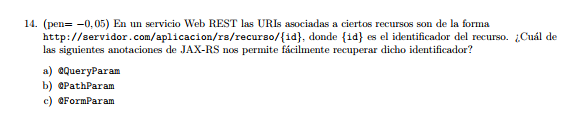 14. (pen= −0,05) En un servicio Web REST las URIs asociadas a ciertos recursos son de la forma
http://servidor.com/aplicacion/rs/recurso/{id}, donde {id} es el identificador del recurso. ¿Cuál de
las siguientes anotaciones de JAX-RS nos permite fácilmente recuperar dicho identificador?
a) @QueryParam
b) @PathParam
c) @FormParam